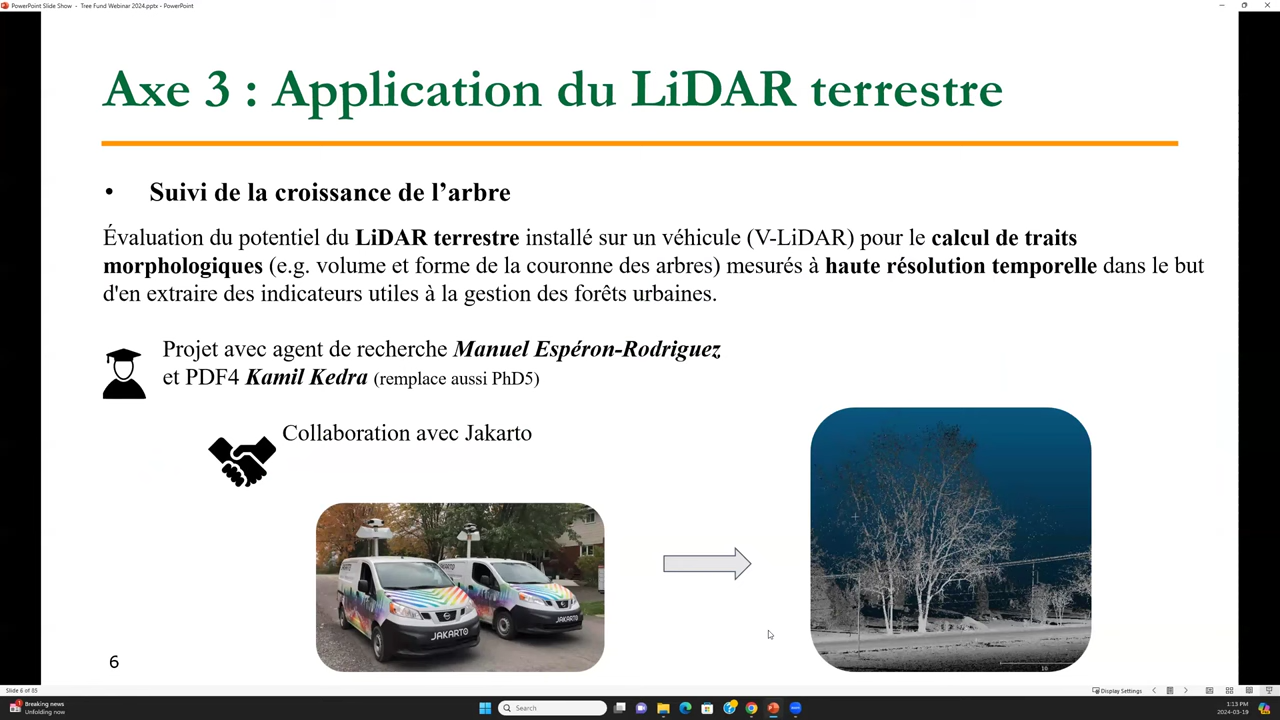 PowerPoint Slide Show - Tree Fund Webinar 2024.pptx - PowerPoint
Axe 3 : Application du LiDAR terrestre
• Suivi de la croissance de l’arbre
Évaluation du potentiel du LiDAR terrestre installé sur un véhicule (V-LiDAR) pour le calcul de traits
morphologiques (e.g. volume et forme de la couronne des arbres) mesurés à haute résolution temporelle dans le but
d'en extraire des indicateurs utiles à la gestion des forêts urbaines.
Projet avec agent de recherche Manuel Espéron-Rodriguez
et PDF4 Kamil Kedra (remplace aussi PhD5)
Collaboration avec Jakarto
JAKARTO
JAKARTO
10
6
Slide 6 of 85
Display Settings
Breaking news
Unfolding now
Search
1:13 PM
2024-03-19